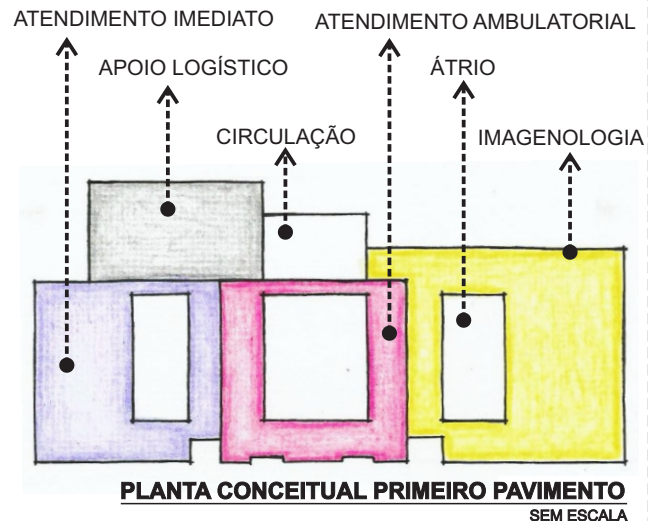 ATENDIMENTO IMEDIATO
ATENDIMENTO AMBULATORIAL
APOIO LOGÍSTICO
ÁTRIO
CIRCULAÇÃO
IMAGENOLOGIA
PLANTA CONCEITUAL PRIMEIRO PAVIMENTO
SEM ESCALA